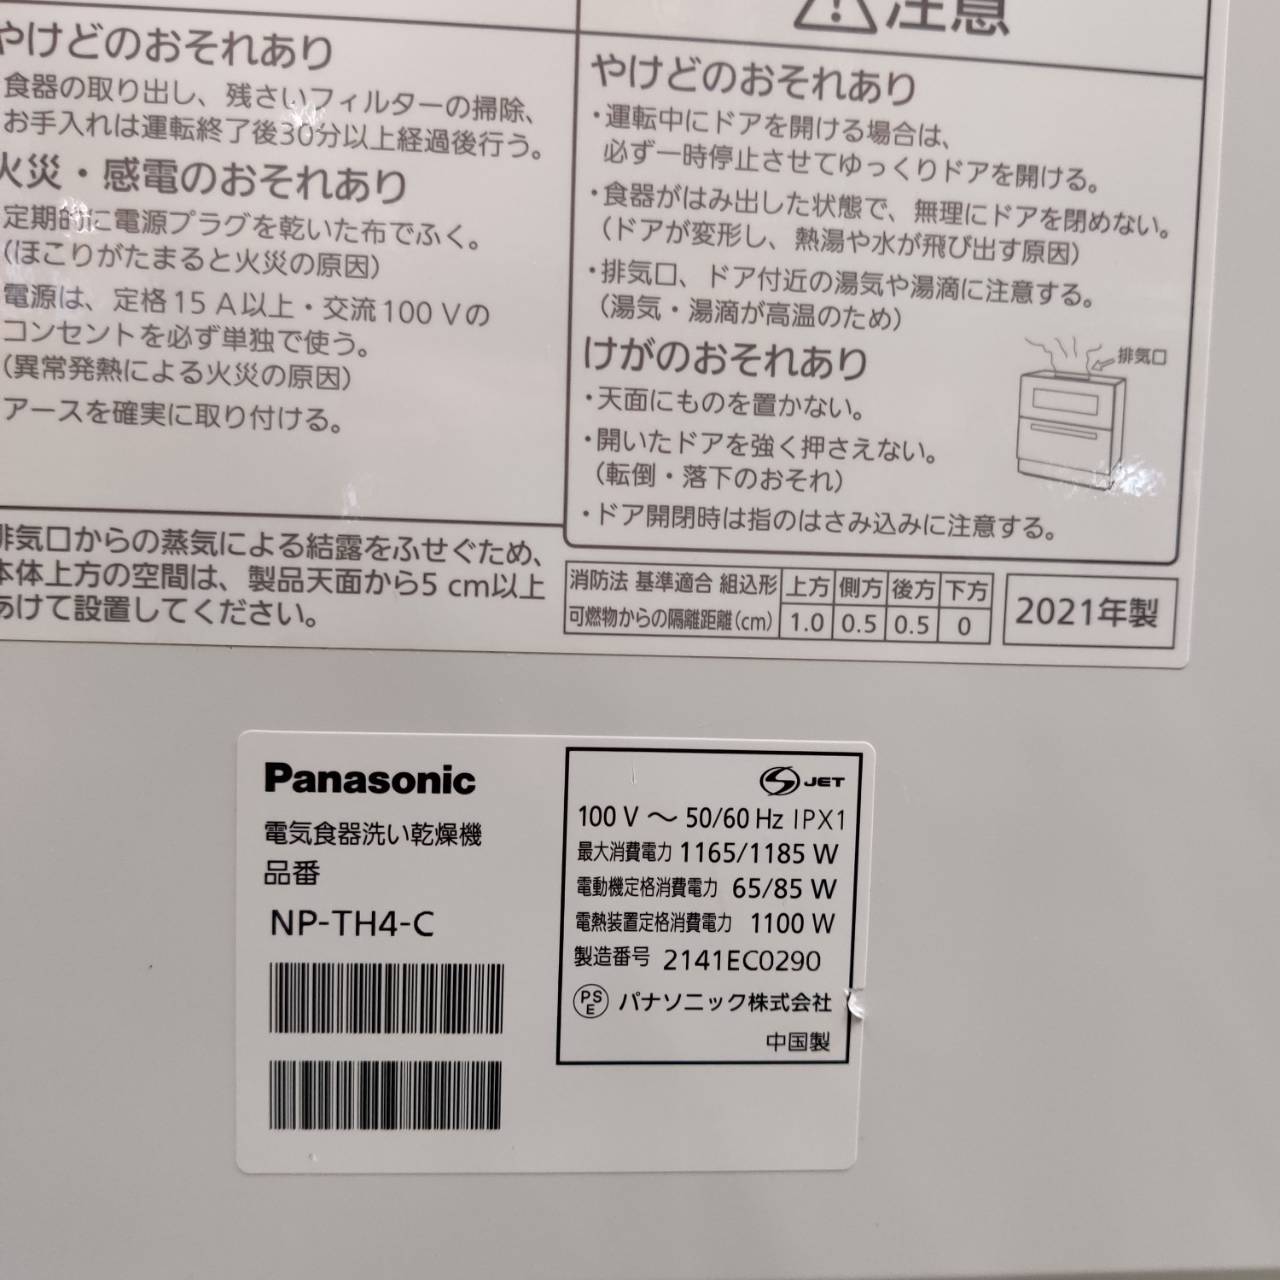 やけどのおそれあり
食器の取り出し、残さいフィルターの掃除、
お手入れは運転終了後30分以上経過後行う。
火災・感電のおそれあり
定期的に電源プラグを乾いた布でふく。
(ほこりがたまると火災の原因)
電源は、定格15A以上・交流100Vの
コンセントを必ず単独で使う。
(異常発熱による火災の原因)
アースを確実に取り付ける。
排気口からの蒸気による結露をふせぐため、
本体上方の空間は、製品天面から5cm以上
あけて設置してください。
注意
やけどのおそれあり
・運転中にドアを開ける場合は、
必ず一時停止させてゆっくりドアを開ける。
・食器がはみ出した状態で、無理にドアを閉めない。
(ドアが変形し、熱湯や水が飛び出す原因)
・排気口、ドア付近の湯気や湯滴に注意する。
(湯気・湯滴が高温のため)
けがのおそれあり
・天面にものを置かない。
・開いたドアを強く押さえない。
(転倒・落下のおそれ)
・ドア開閉時は指のはさみ込みに注意する。
排気口
消防法 基準適合 組込形 上方 側方 後方 下方
可燃物からの隔離距離(cm) 1.0 0.5 0.5 0
2021年製
Panasonic
電気食器洗い乾燥機
品番
NP-TH4-C
JET
100 V ～ 50/60 Hz IPX1
最大消費電力 1165/1185 W
電動機定格消費電力 65/85 W
電熱装置定格消費電力 1100 W
製造番号 2141EC0290
PSE パナソニック株式会社
中国製